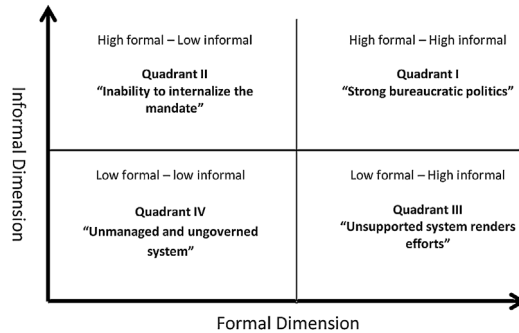 High formal – Low informal
Quadrant II
“Inability to internalize the
mandate”
High formal – High informal
Quadrant I
“Strong bureaucratic politics”
Low formal – low informal
Quadrant IV
“Unmanaged and ungoverned
system”
Low formal – High informal
Quadrant III
“Unsupported system renders
efforts”
Informal Dimension
Formal Dimension